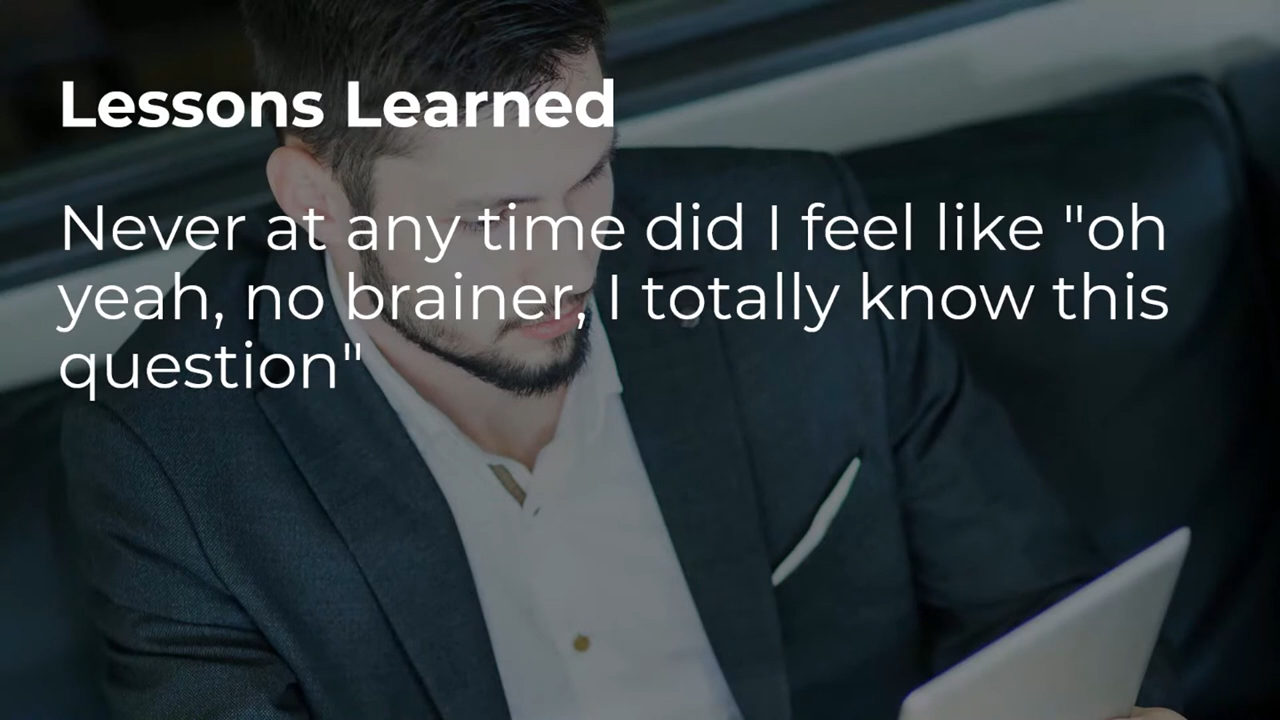 Lessons Learned
Never at any time did I feel like "oh
yeah, no brainer, I totally know this
question"